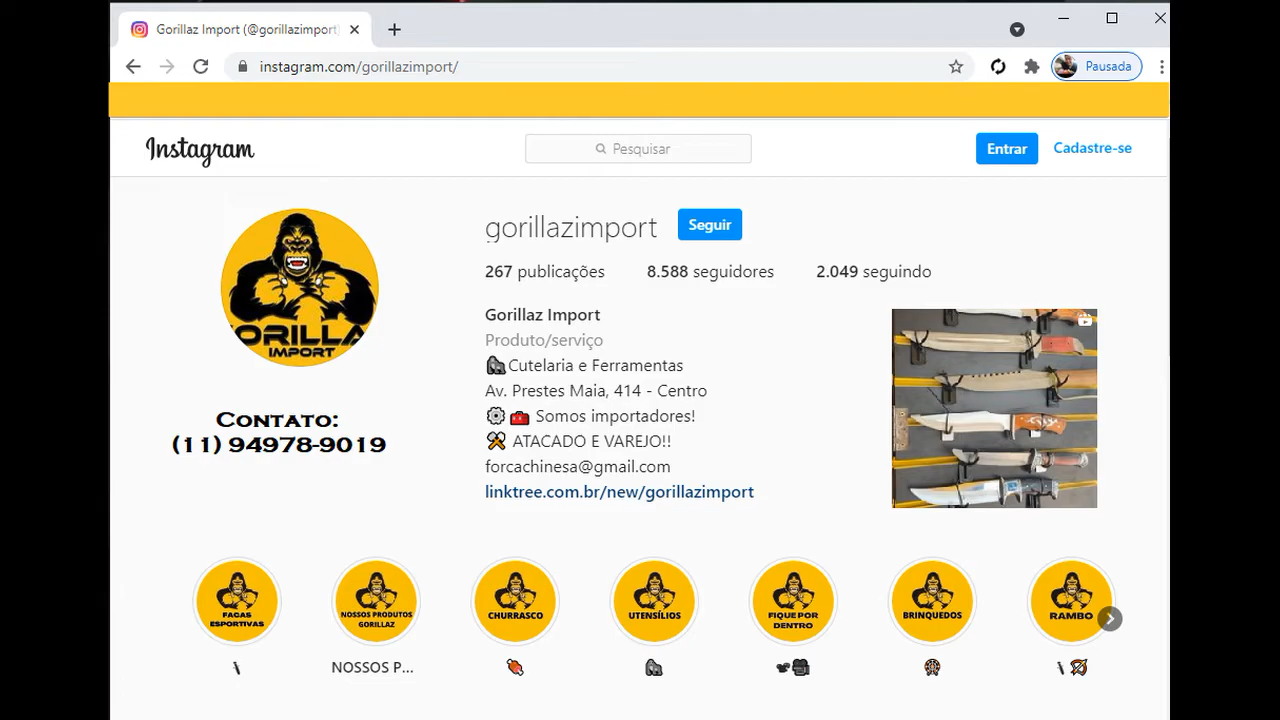 Gorillaz Import (@gorillazimport)
instagram.com/gorillazimport/
Pausada
Instagram
Pesquisar
Entrar
Cadastre-se
gorillazimport
Seguir
267 publicações
8.588 seguidores
2.049 seguindo
GORILLA
IMPORT
Contato:
(11) 94978-9019
Gorillaz Import
Produto/serviço
🦍Cutelaria e Ferramentas
Av. Prestes Maia, 414 - Centro
⚙️🧰 Somos importadores!
⚒️ ATACADO E VAREJO!!
forcachinesa@gmail.com
linktree.com.br/new/gorillazimport
FACAS
ESPORTIVAS
NOSSOS PRODUTOS
GORILLAZ
CHURRASCO
UTENSÍLIOS
FIQUE POR
DENTRO
BRINQUEDOS
RAMBO
NOSSOS P...